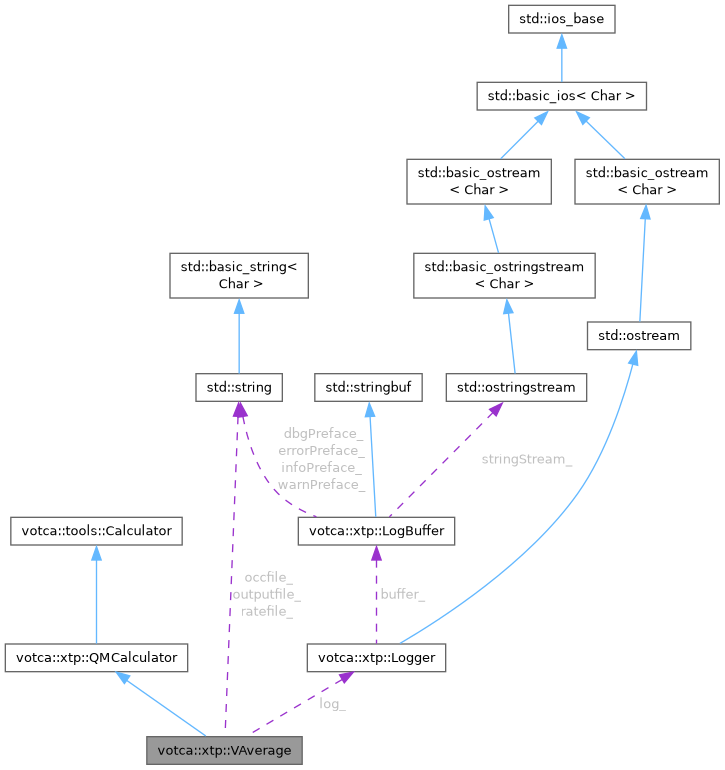 std::ios_base
std::basic_ios< Char >
std::basic_ostream
< Char >
std::basic_ostream
< Char >
std::basic_string<
Char >
std::basic_ostringstream
< Char >
std::ostream
std::string
std::stringbuf
std::ostringstream
dbgPreface_
errorPreface_
infoPreface_
warnPreface_
stringStream_
votca::tools::Calculator
votca::xtp::LogBuffer
occfile_
outputfile_
ratefile_
buffer_
votca::xtp::QMCalculator
votca::xtp::Logger
log_
votca::xtp::VAverage